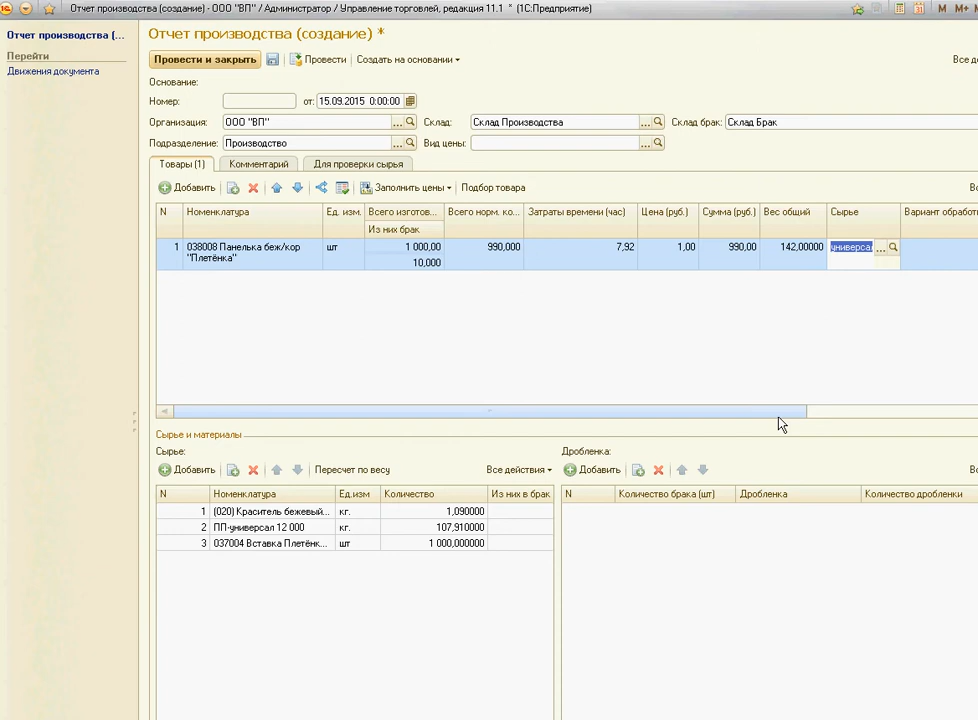 Отчет производства (создание) - ООО "ВП" / Администратор / Управление торговлей, редакция 11.1 * (1С:Предприятие) M M+
Отчет производства (...
Перейти
Движения документа
Отчет производства (создание) *
Провести и закрыть Провести Создать на основании
Основание:
Номер: от: 15.09.2015 0:00:00
Организация: ООО "ВП" ... Склад: Склад Производства ... Склад брак: Склад Брак
Подразделение: Производство ... Вид цены: ...
Товары (1) Комментарий Для проверки сырья
Добавить Заполнить цены Подбор товара
N Номенклатура Ед. изм. Всего изготов... Всего норм. ко... Затраты времени (час) Цена (руб.) Сумма (руб.) Вес общий Сырье
Из них брак
1 038008 Панелька беж/кор шт 1 000,00 990,000 7,92 1,00 990,00 142,00000 ...
"Плетёнка" 10,000
Сырье и материалы
Сырье: Дробленка:
Добавить Пересчет по весу Все действия Добавить
N Номенклатура Ед.изм Количество Из них в брак N Количество брака (шт) Дробленка Количество дробленки
1 (020) Краситель бежевый... кг. 1,090000
2 ПП-универсал 12 000 кг. 107,910000
3 037004 Вставка Плетёнк... шт 1 000,000000